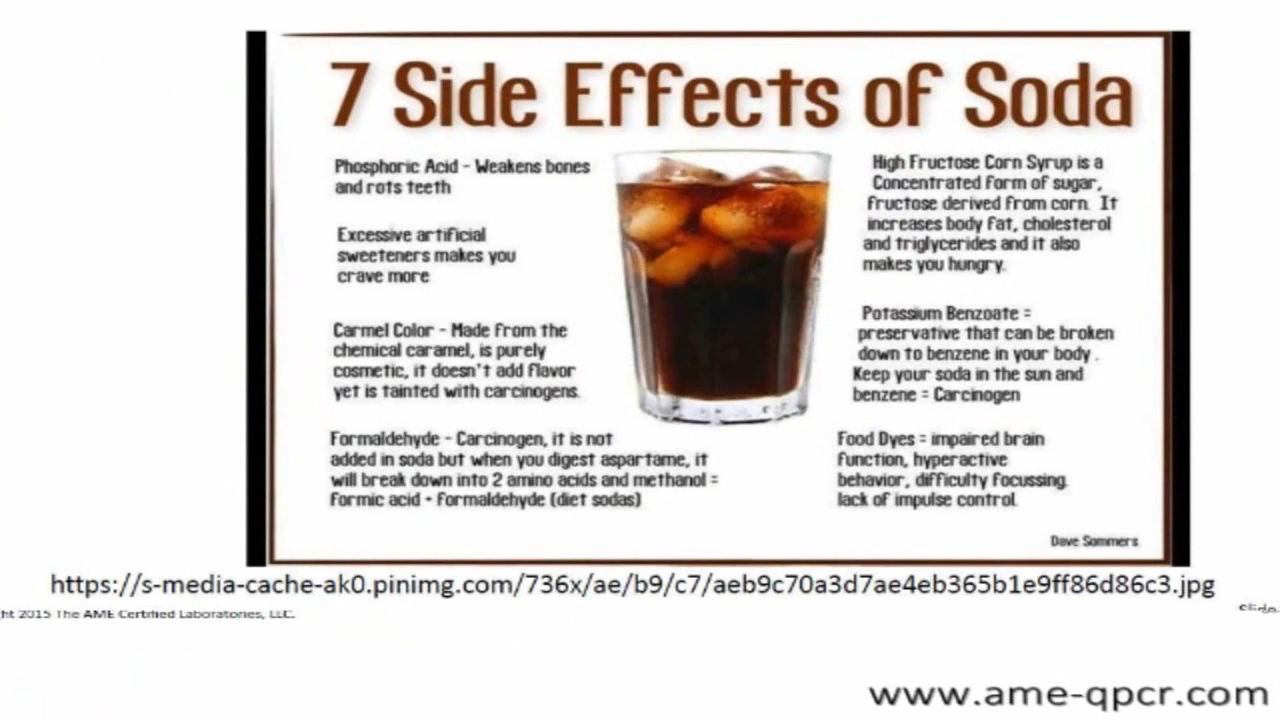 7 Side Effects of Soda
Phosphoric Acid - Weakens bones
and rots teeth
Excessive artificial
sweeteners makes you
crave more
Carmel Color - Made from the
chemical caramel, is purely
cosmetic, it doesn't add flavor
yet is tainted with carcinogens.
Formaldehyde - Carcinogen, it is not
added in soda but when you digest aspartame, it
will break down into 2 amino acids and methanol =
formic acid + formaldehyde (diet sodas)
High Fructose Corn Syrup is a
Concentrated form of sugar,
fructose derived from corn. It
increases body fat, cholesterol
and triglycerides and it also
makes you hungry.
Potassium Benzoate =
preservative that can be broken
down to benzene in your body.
Keep your soda in the sun and
benzene = Carcinogen
Food Dyes = impaired brain
function, hyperactive
behavior, difficulty focussing,
lack of impulse control.
Dave Sommers
https://s-media-cache-ak0.pinimg.com/736x/ae/b9/c7/aeb9c70a3d7ae4eb365b1e9ff86d86c3.jpg
ht 2015 The AME Certified Laboratories, LLC.
www.ame-qpcr.com